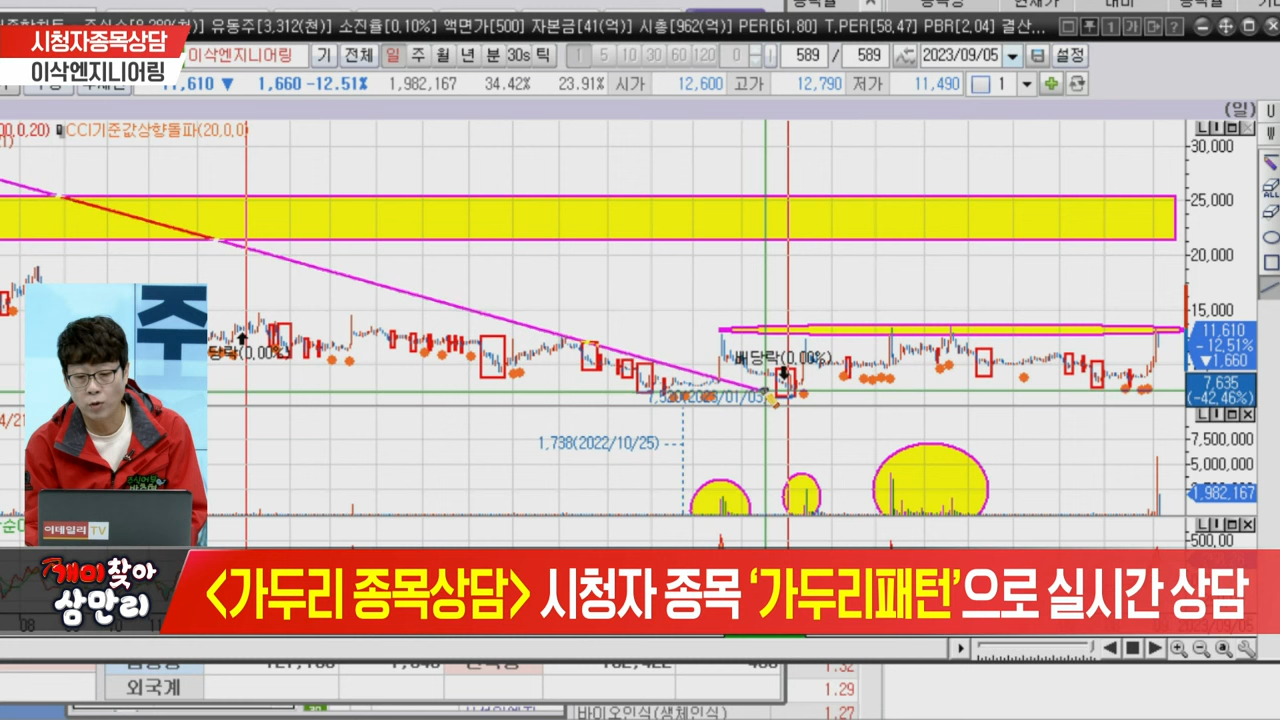 시청자종목상담
이삭엔지니어링
유동주[3,312(천)] 소진율[0,10%] 액면가[500] 자본금[41(억)] 시총[962(억)] PER[61,80] T,PER[58,47] PBR[2,04] 결산...
이삭엔지니어링 기 전체 일 주 월 년 분 초 30s 틱 1 5 10 30 60 120 0 589 / 589 2023/09/05 설정
11,610 ▼ 1,660 -12.51% 1,982,167 34.42% 23.91% 시가 12,600 고가 12,790 저가 11,490 1
(일)
CCI기준값상향돌파(20,0,0)
30,000
25,000
20,000
15,000
11,610
-12,51%
▼1,660
배당락(0,00%)
7,635
(-42,46%)
1,738(2022/10/25)
7,500,000
5,000,000
1,982,167
500,00
주
이데일리TV
개미찾아
삼만리
<가두리 종목상담> 시청자 종목 '가두리패턴'으로 실시간 상담
외국계
1.32
1.29
1.27
바이오인식(생체인식)